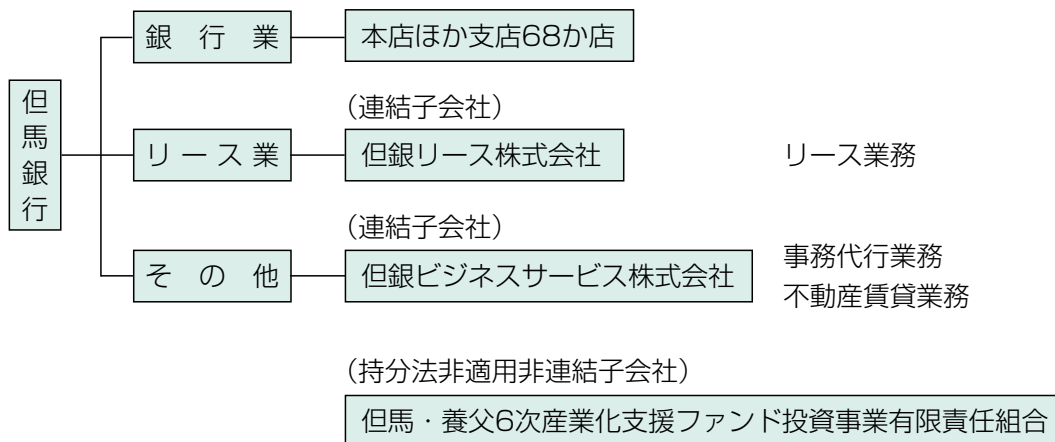 但馬銀行
銀行業
本店ほか支店68か店
(連結子会社)
リース業
但銀リース株式会社
リース業務
(連結子会社)
その他
但銀ビジネスサービス株式会社
事務代行業務
不動産賃貸業務
(持分法非適用非連結子会社)
但馬・養父6次産業化支援ファンド投資事業有限責任組合